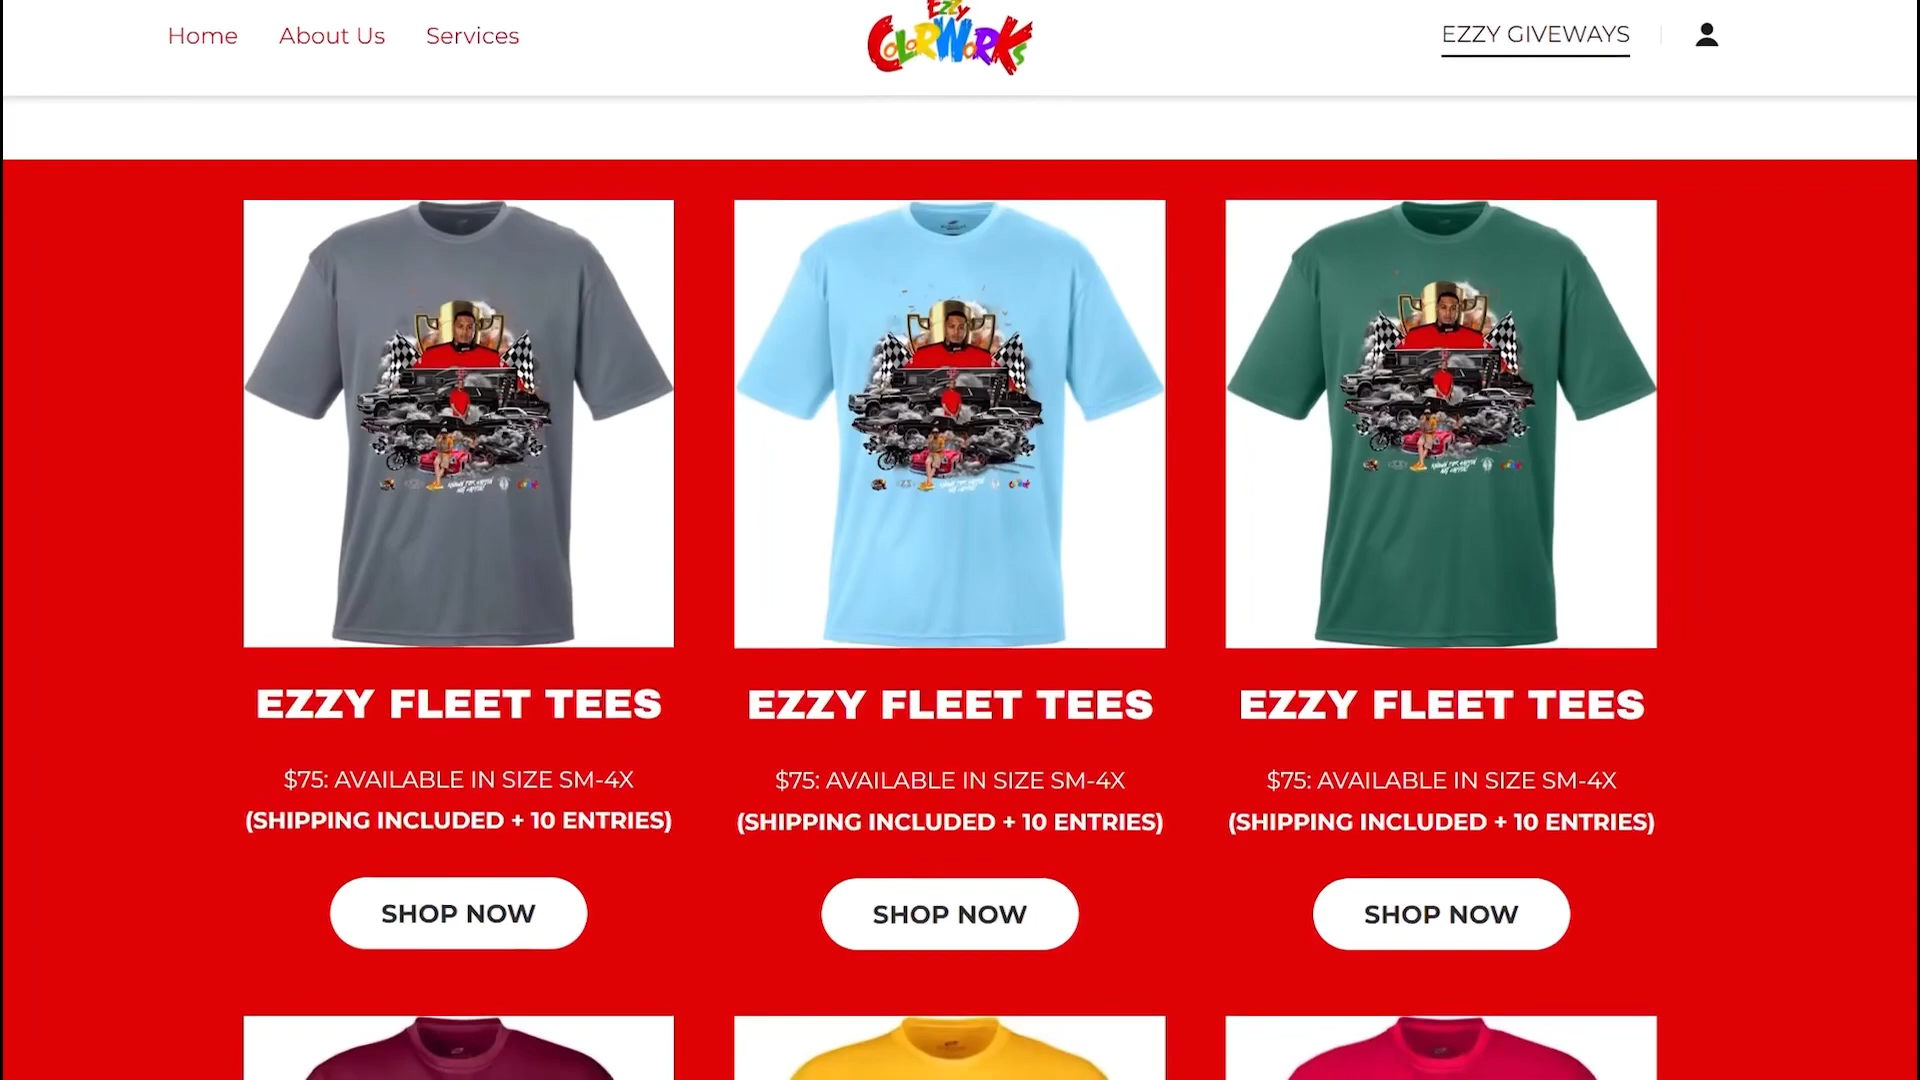 Home About Us Services
EZZY
COLORWORKS
EZZY GIVEWAYS
EZZY FLEET TEES
$75: AVAILABLE IN SIZE SM-4X
(SHIPPING INCLUDED + 10 ENTRIES)
SHOP NOW
EZZY FLEET TEES
$75: AVAILABLE IN SIZE SM-4X
(SHIPPING INCLUDED + 10 ENTRIES)
SHOP NOW
EZZY FLEET TEES
$75: AVAILABLE IN SIZE SM-4X
(SHIPPING INCLUDED + 10 ENTRIES)
SHOP NOW